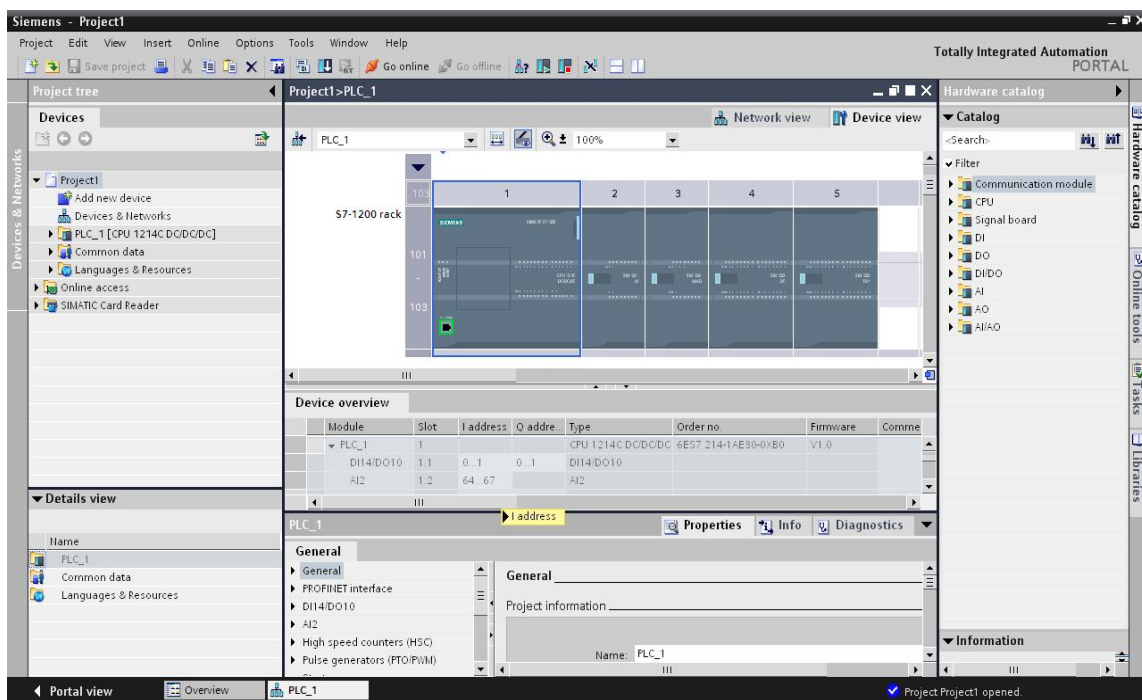 Siemens - Project1
Project Edit View Insert Online Options Tools Window Help
Save project Go online Go offline
Totally Integrated Automation
PORTAL
Project tree
Devices
Project1
Add new device
Devices & Networks
PLC_1 [CPU 1214C DC/DC/DC]
Common data
Languages & Resources
Online access
SIMATIC Card Reader
Devices & Networks
Details view
Name
PLC_1
Common data
Languages & Resources
Project1>PLC_1
Network view Device view
PLC_1 100%
103 1 2 3 4 5
S7-1200 rack
SIEMENS
101
-
103
Device overview
Module Slot I address Q addre... Type Order no. Firmware Comme
PLC_1 1 CPU 1214C DC/DC/DC 6ES7 214-1AE30-0XB0 V1.0
DI14/DO10 1.1 0...1 0...1 DI14/DO10
AI2 1.2 64...67 AI2
I address
PLC_1
Properties Info Diagnostics
General
General
PROFINET interface
DI14/DO10
AI2
High speed counters (HSC)
Pulse generators (PTO/PWM)
General
Project information
Name: PLC_1
Hardware catalog
Catalog
<Search>
Filter
Communication module
CPU
Signal board
DI
DO
DI/DO
AI
AO
AI/AO
Information
Hardware catalog
Online tools
Tasks
Libraries
Portal view Overview PLC_1
Project Project1 opened.